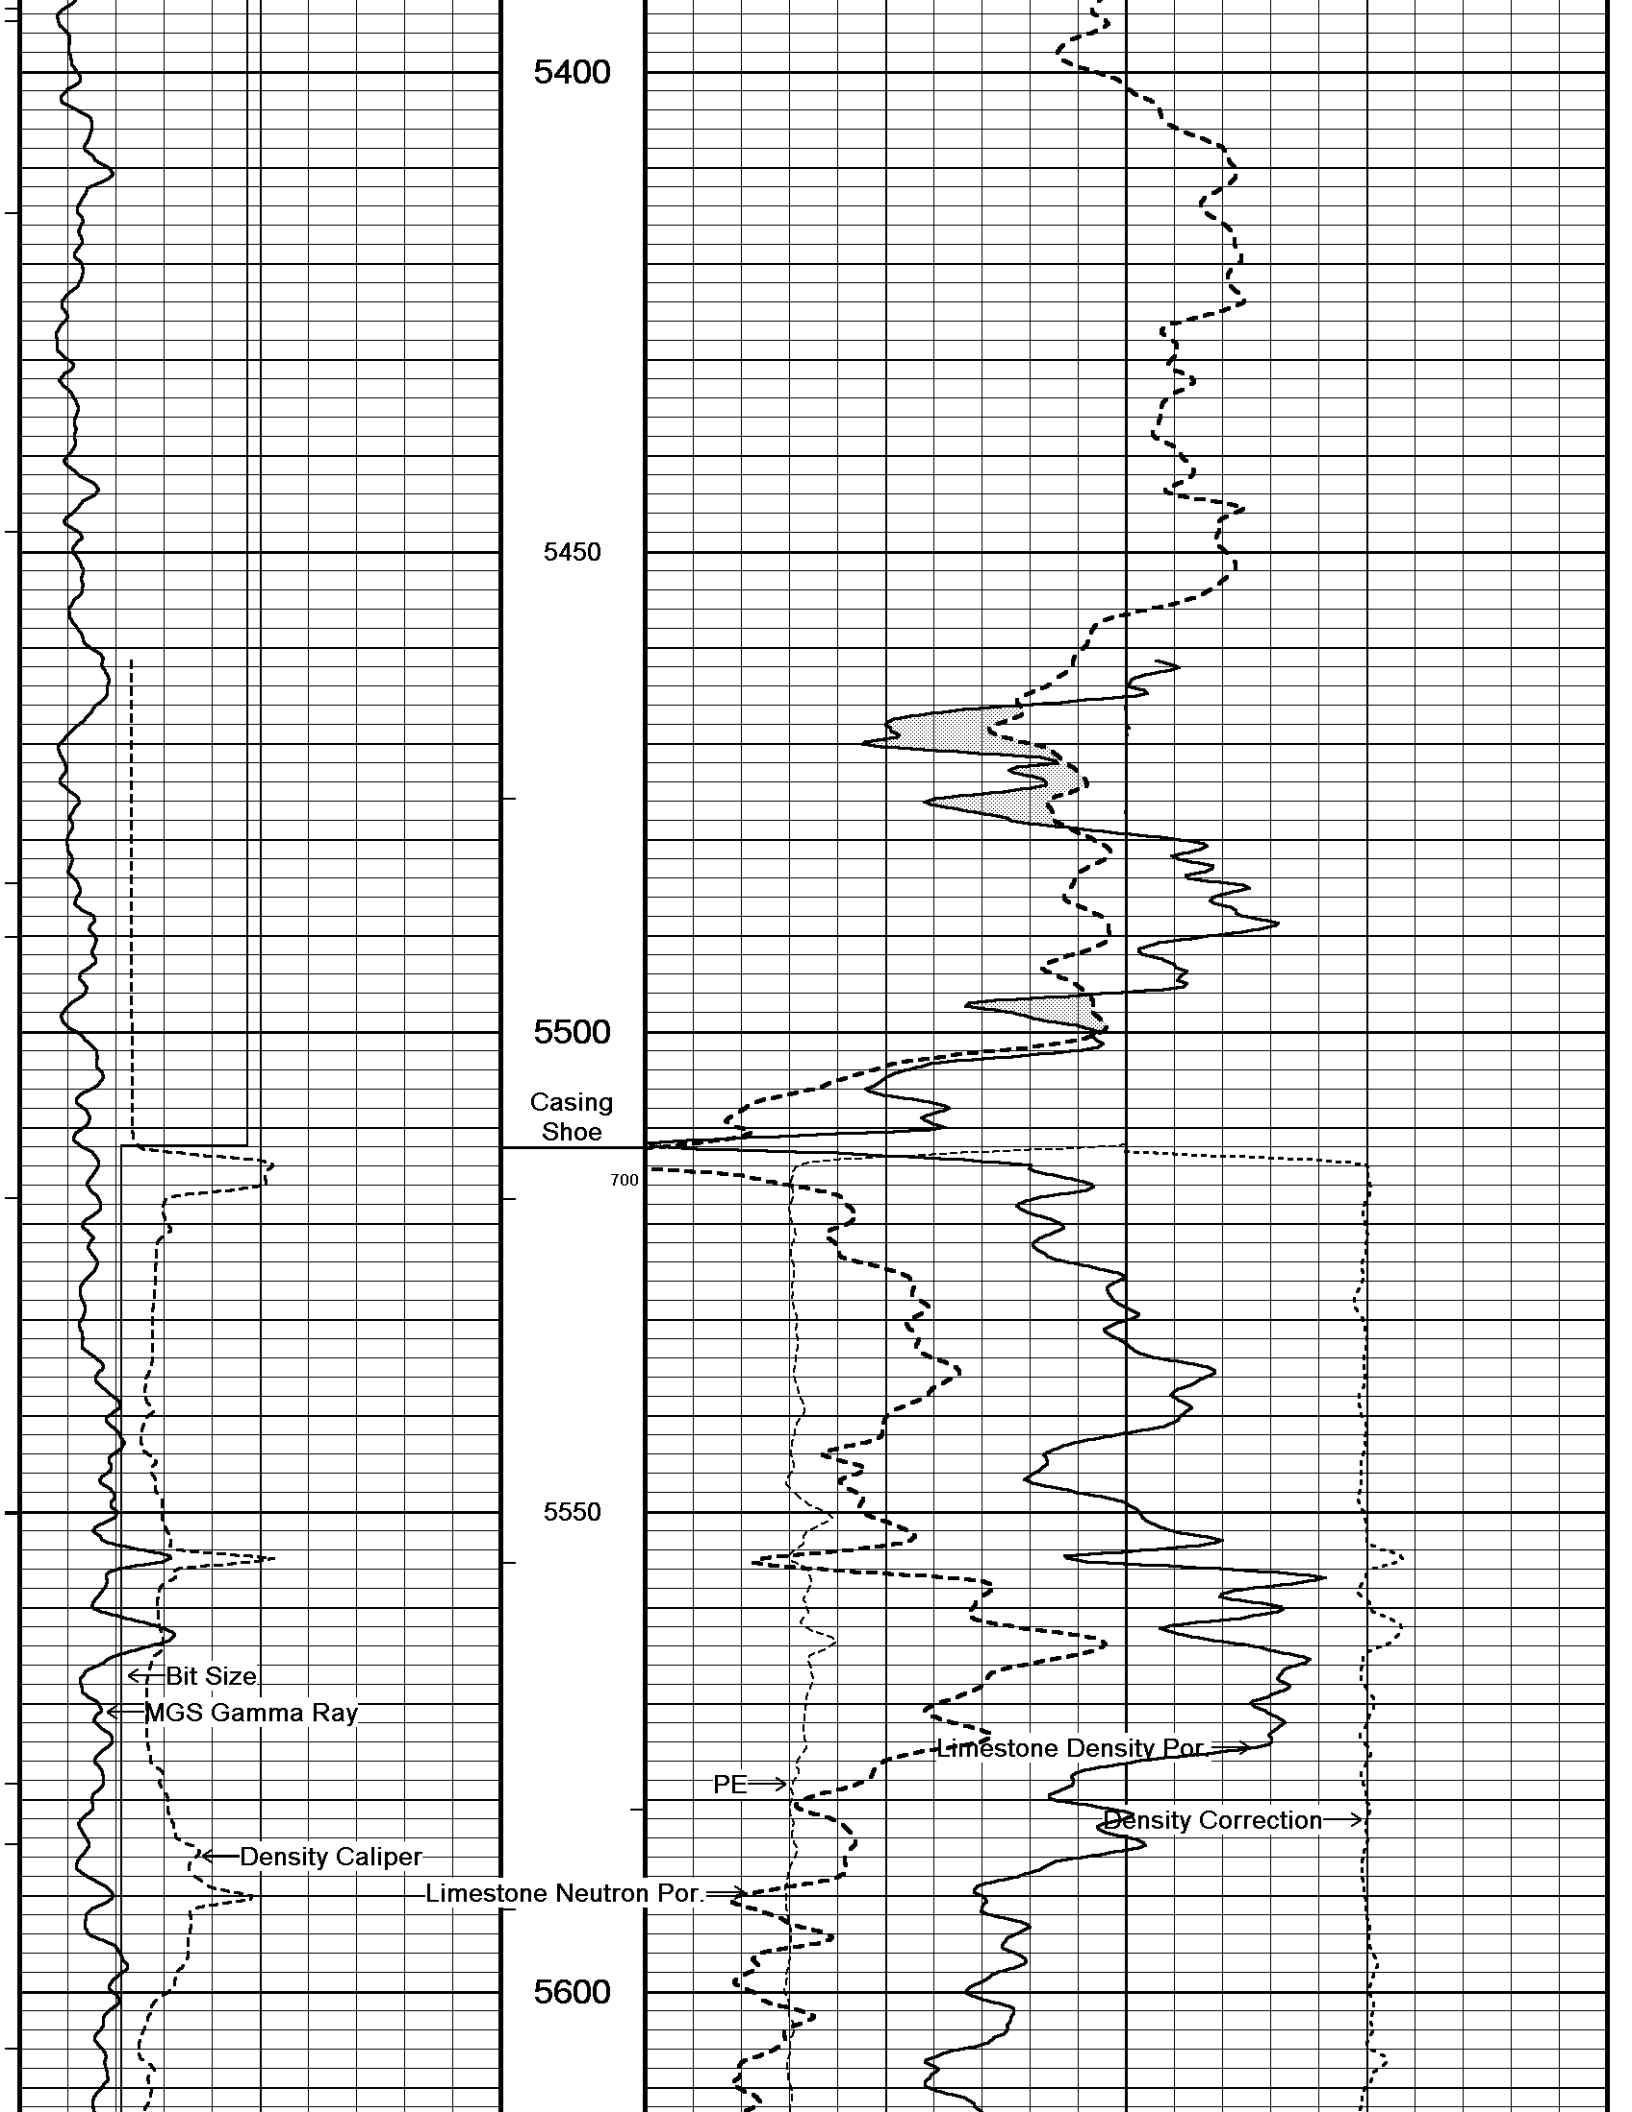 5400
5450
5500
Casing
Shoe
700
5550
Bit Size
MGS Gamma Ray
Limestone Density Por.
PE
Density Correction
Density Caliper
Limestone Neutron Por.
5600